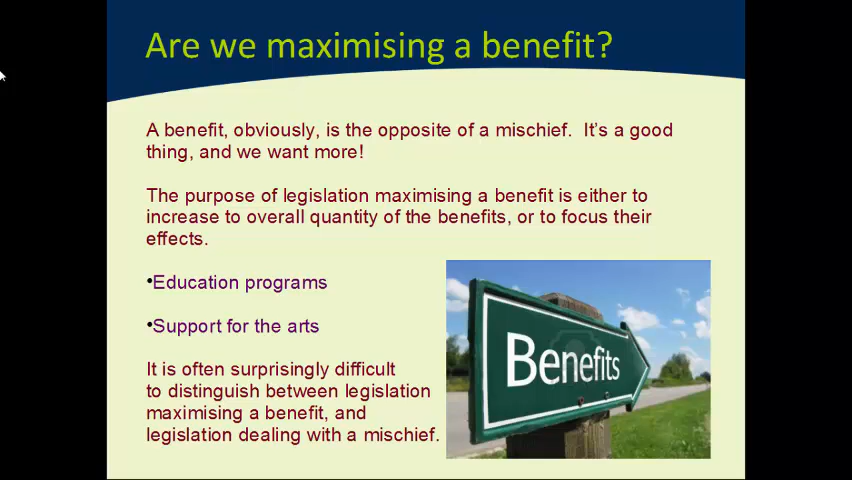 Are we maximising a benefit?
A benefit, obviously, is the opposite of a mischief.  It's a good
thing, and we want more!
The purpose of legislation maximising a benefit is either to
increase to overall quantity of the benefits, or to focus their
effects.
•Education programs
•Support for the arts
It is often surprisingly difficult
to distinguish between legislation
maximising a benefit, and
legislation dealing with a mischief.
Benefits